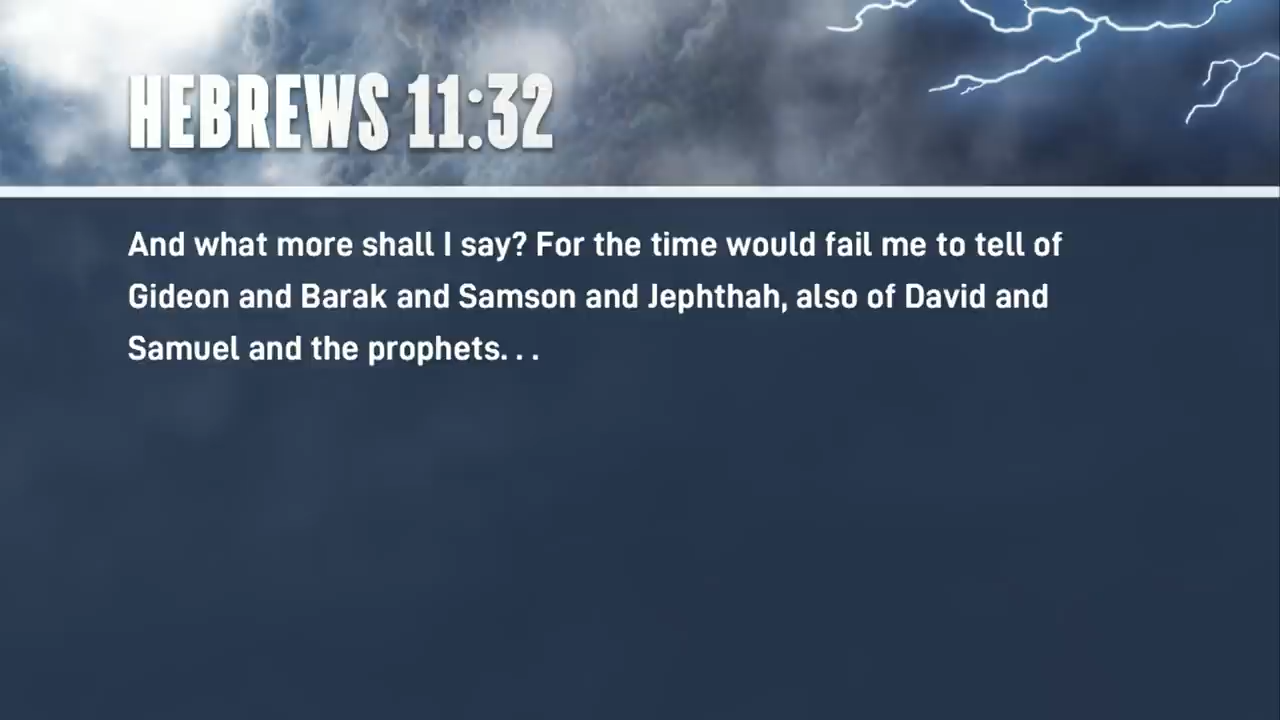 HEBREWS 11:32
And what more shall I say? For the time would fail me to tell of
Gideon and Barak and Samson and Jephthah, also of David and
Samuel and the prophets. . .